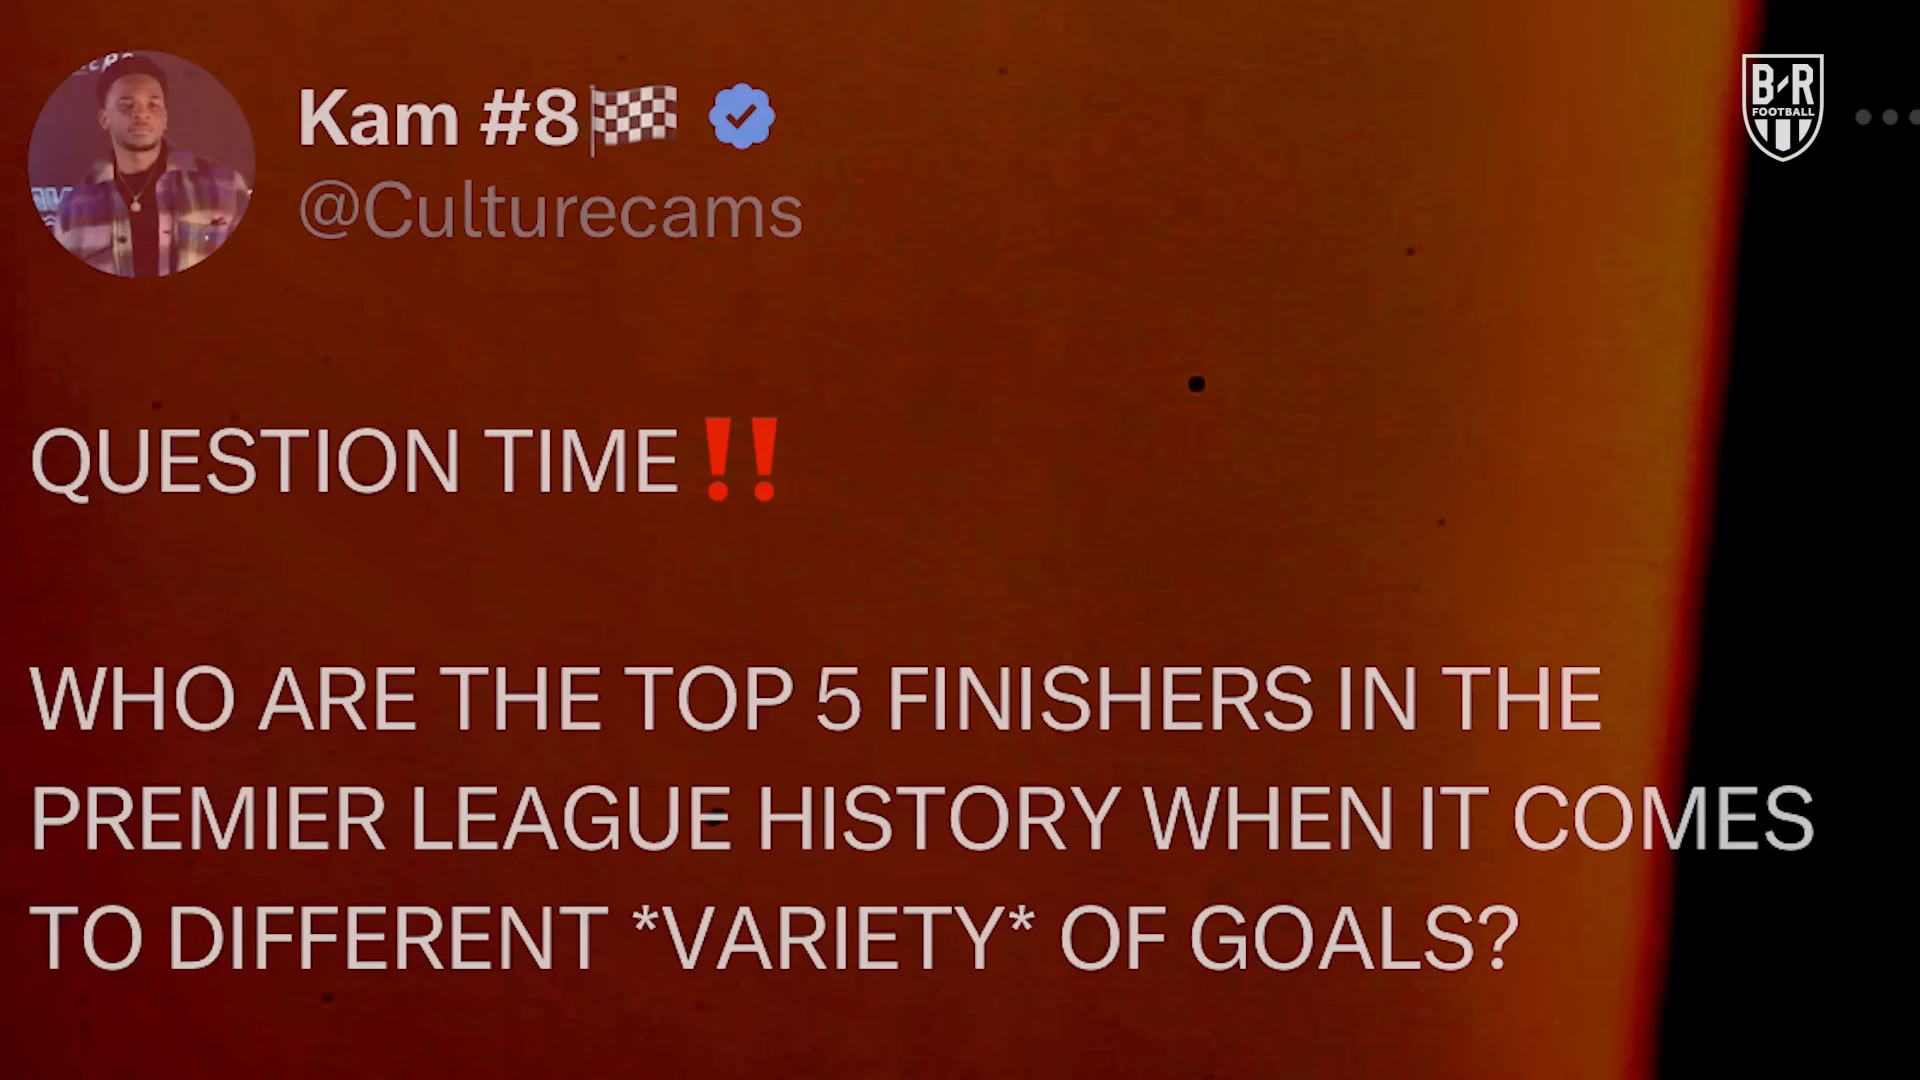 Kam #8🏁
@Culturecams
B/R
FOOTBALL
QUESTION TIME‼️
WHO ARE THE TOP 5 FINISHERS IN THE
PREMIER LEAGUE HISTORY WHEN IT COMES
TO DIFFERENT *VARIETY* OF GOALS?